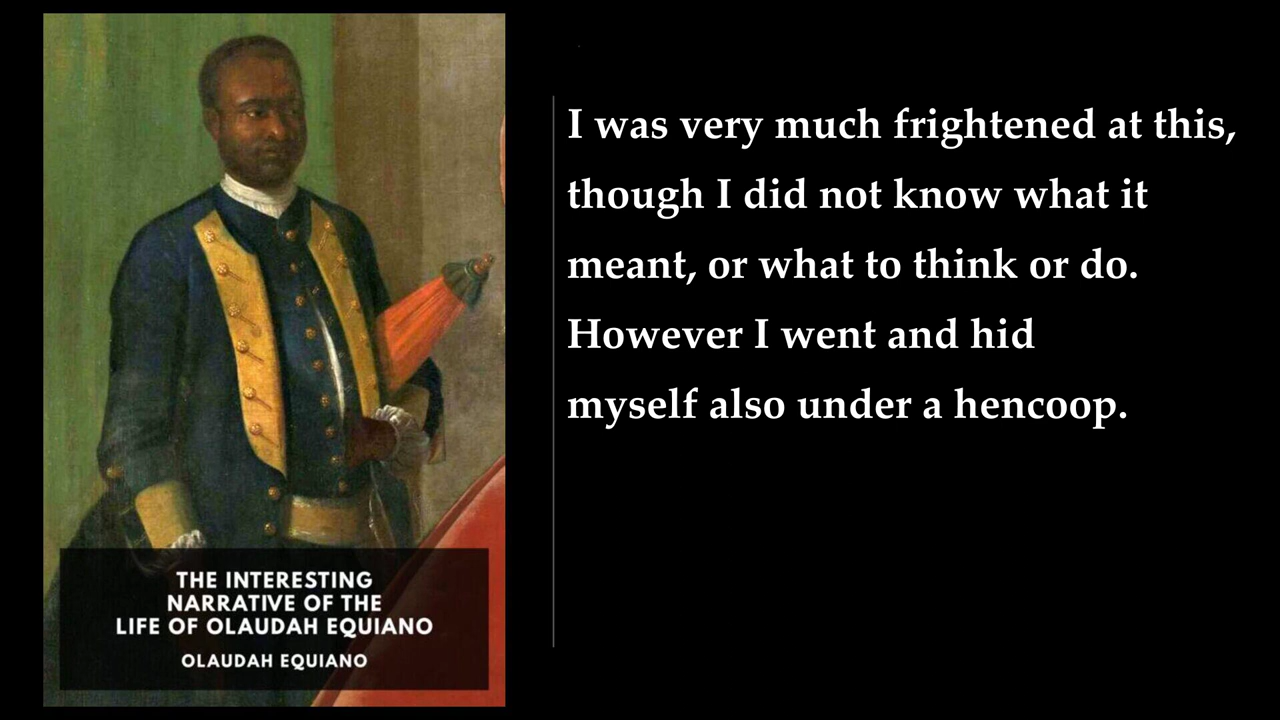 THE INTERESTING
NARRATIVE OF THE
LIFE OF OLAUDAH EQUIANO
OLAUDAH EQUIANO
I was very much frightened at this,
though I did not know what it
meant, or what to think or do.
However I went and hid
myself also under a hencoop.